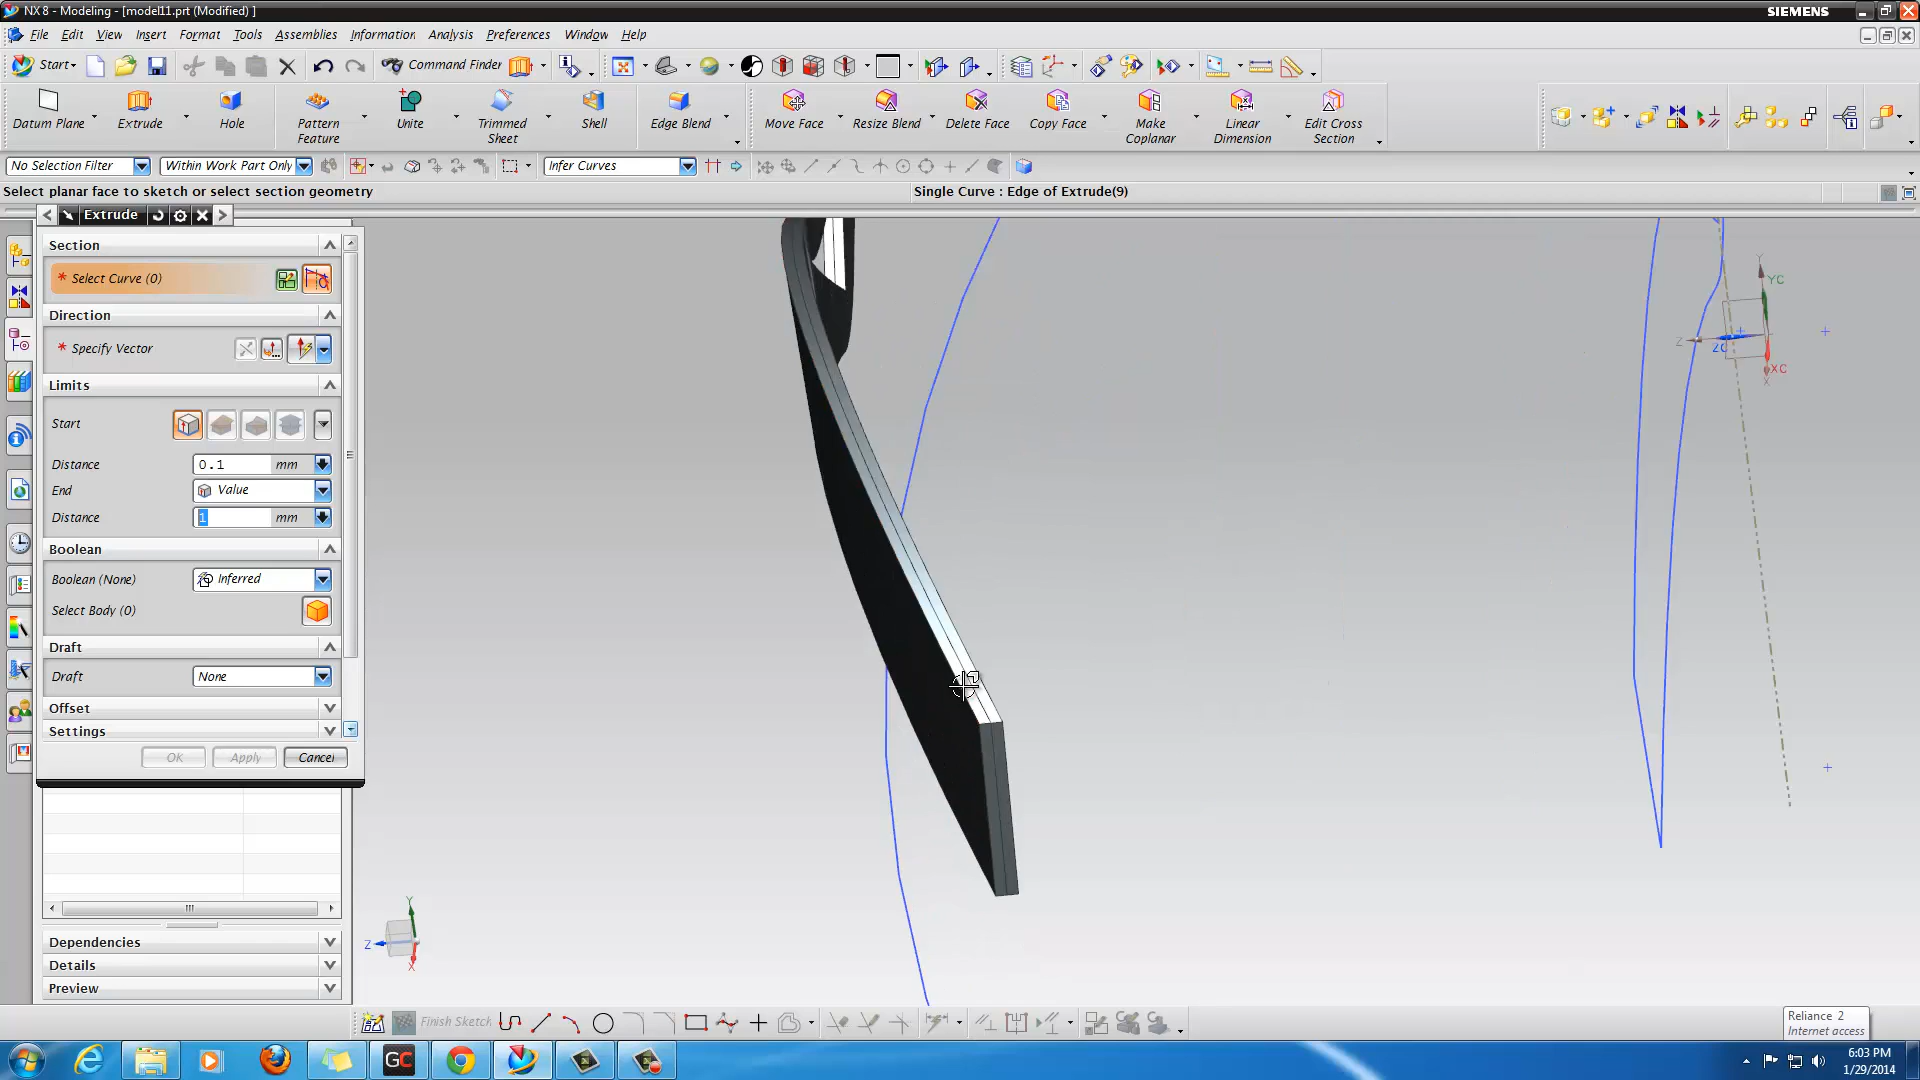 NX 8 - Modeling - [model11.prt (Modified) ]
SIEMENS
File Edit View Insert Format Tools Assemblies Information Analysis Preferences Window Help
Start Command Finder
Datum Plane Extrude Hole Pattern Feature Unite Trimmed Sheet Shell Edge Blend Move Face Resize Blend Delete Face Copy Face Make Coplanar Linear Dimension Edit Cross Section
No Selection Filter Within Work Part Only Infer Curves
Select planar face to sketch or select section geometry
Single Curve : Edge of Extrude(9)
Extrude
Section
* Select Curve (0)
Direction
* Specify Vector
Limits
Start
Distance 0.1 mm
End Value
Distance 1 mm
Boolean
Boolean (None) Inferred
Select Body (0)
Draft
Draft None
Offset
Settings
OK Apply Cancel
Dependencies
Details
Preview
Y
YC
Z
ZC
XC
X
Y
Z
X
Finish Sketch
Reliance 2
Internet access
GC
6:03 PM
1/29/2014